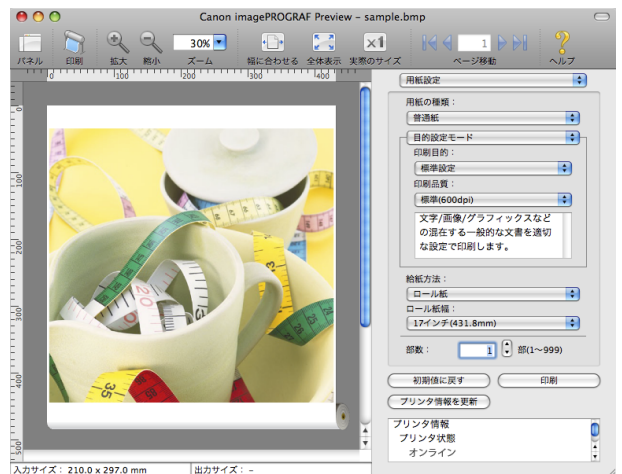 Canon imagePROGRAF Preview – sample.bmp
30%
1
パネル 印刷 拡大 縮小 ズーム 幅に合わせる 全体表示 実際のサイズ ページ移動 ヘルプ
0 100 200 300 400
0
100
200
300
400
500
用紙設定
用紙の種類：
普通紙
目的設定モード
印刷目的：
標準設定
印刷品質：
標準(600dpi)
文字/画像/グラフィックスなど
の混在する一般的な文書を適切
な設定で印刷します。
給紙方法：
ロール紙
ロール紙幅：
17インチ(431.8mm)
部数： 1 部(1〜999)
初期値に戻す 印刷
プリンタ情報を更新
プリンタ情報
プリンタ状態
オンライン
入力サイズ： 210.0 x 297.0 mm 出力サイズ： –